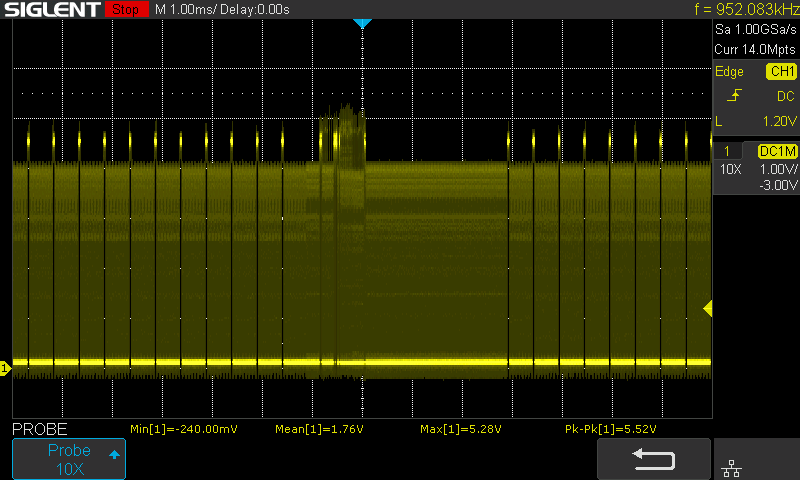 SIGLENT Stop M 1.00ms/ Delay:0.00s f = 952.083kHz
Sa 1.00GSa/s
Curr 14.0Mpts
Edge CH1
DC
L 1.20V
1 DC1M
10X 1.00V/
-3.00V
1
PROBE Min[1]=-240.00mV Mean[1]=1.76V Max[1]=5.28V Pk-Pk[1]=5.52V
Probe
10X